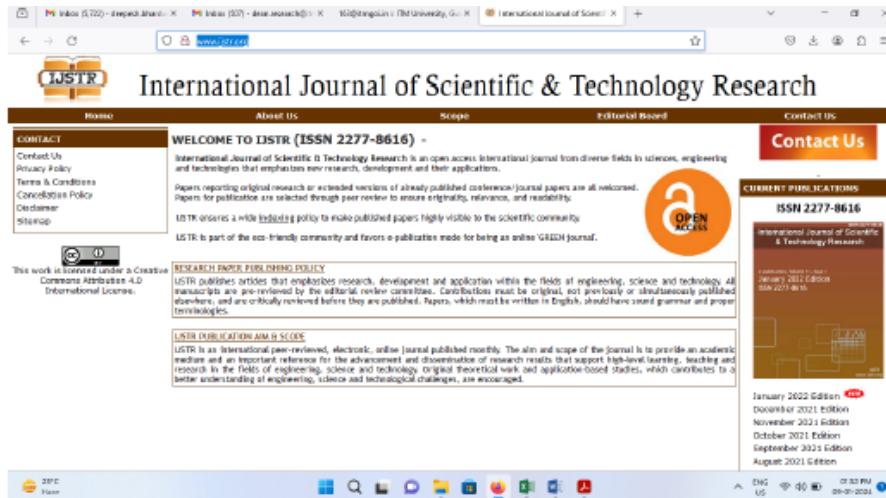 Inbox (5,722) - deepesh.bhard
Inbox (507) - dean.research@
International Journal of Scientif
www.ijstr.org
IJSTR
International Journal of Scientific & Technology Research
Home
About Us
Scope
Editorial Board
Contact Us
CONTACT
Contact Us
Privacy Policy
Terms & Conditions
Cancellation Policy
Disclaimer
Sitemap
This work is licensed under a Creative
Commons Attribution 4.0
International License.
WELCOME TO IJSTR (ISSN 2277-8616) -
International Journal of Scientific & Technology Research is an open access international journal from diverse fields in sciences, engineering
and technologies that emphasizes new research, development and their applications.
Papers reporting original research or extended versions of already published conference/journal papers are all welcomed.
Papers for publication are selected through peer review to ensure originality, relevance, and readability.
IJSTR ensures a wide indexing policy to make published papers highly visible to the scientific community.
IJSTR is part of the eco-friendly community and favors e-publication mode for being an online 'GREEN journal'.
OPEN
ACCESS
RESEARCH PAPER PUBLISHING POLICY
IJSTR publishes articles that emphasizes research, development and application within the fields of engineering, science and technology. All
manuscripts are pre-reviewed by the editorial review committee. Contributions must be original, not previously or simultaneously published
elsewhere, and are critically reviewed before they are published. Papers, which must be written in English, should have sound grammar and proper
terminologies.
IJSTR PUBLICATION AIM & SCOPE
IJSTR is an international peer-reviewed, electronic, online journal published monthly. The aim and scope of the journal is to provide an academic
medium and an important reference for the advancement and dissemination of research results that support high-level learning, teaching and
research in the fields of engineering, science and technology. Original theoretical work and application-based studies, which contributes to a
better understanding of engineering, science and technological challenges, are encouraged.
Contact Us
CURRENT PUBLICATIONS
ISSN 2277-8616
International Journal of Scientific
& Technology Research
January 2022 Edition
ISSN 2277-8616
January 2022 Edition
December 2021 Edition
November 2021 Edition
October 2021 Edition
September 2021 Edition
August 2021 Edition
Haze
ENG
US